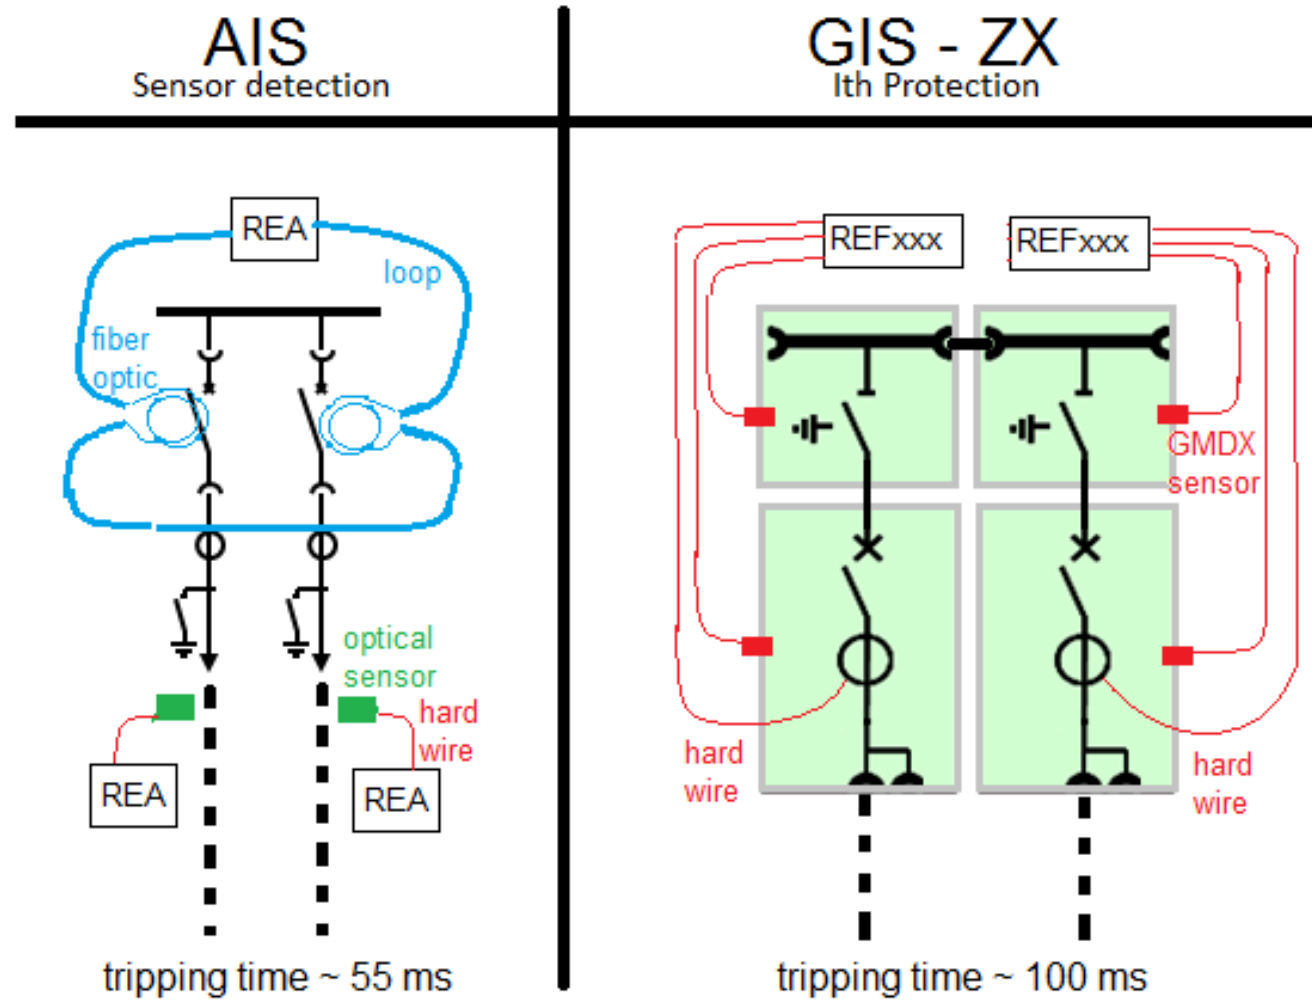 AIS
Sensor detection
GIS - ZX
Ith Protection
REA
loop
fiber
optic
optical
sensor
hard
wire
REA
REA
tripping time ~ 55 ms
REFxxx
REFxxx
GMDX
sensor
hard
wire
hard
wire
tripping time ~ 100 ms